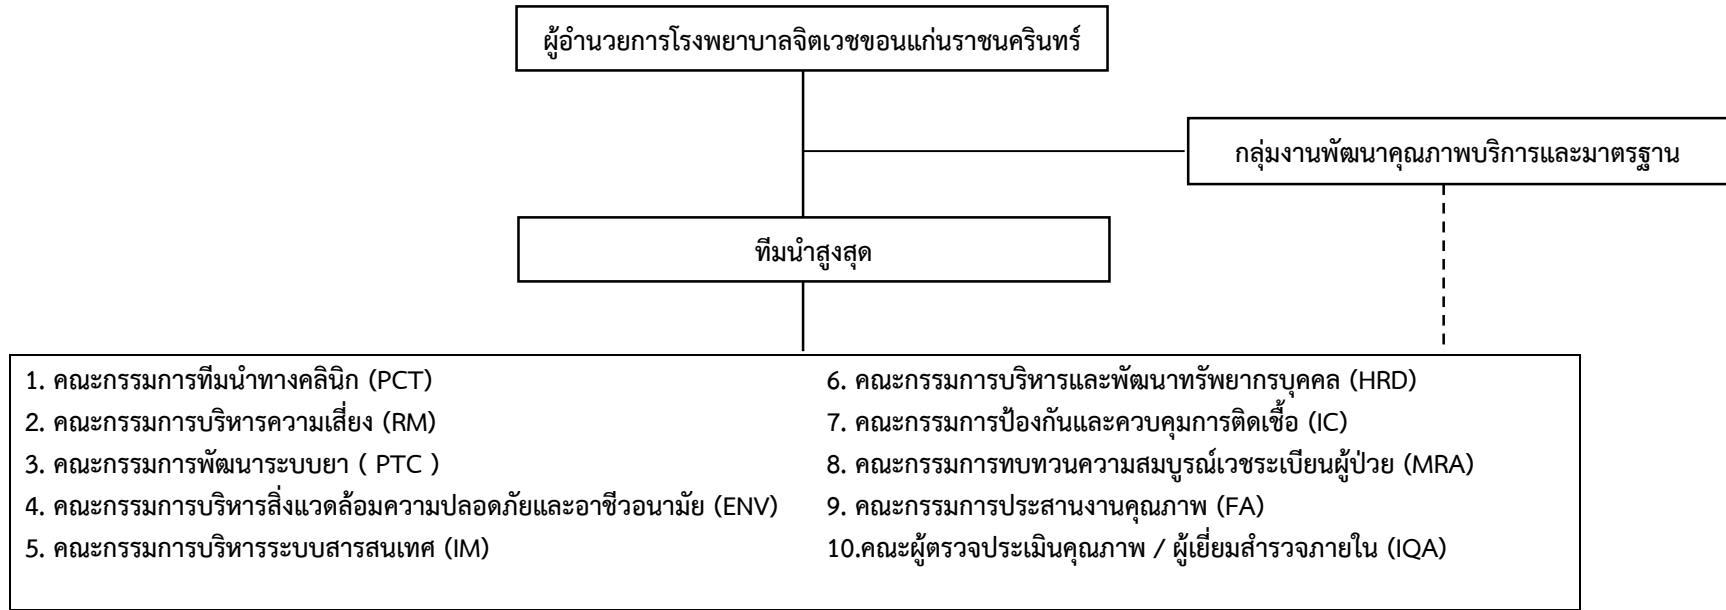 ผู้อำนวยการโรงพยาบาลจิตเวชขอนแก่นราชนครินทร์
กลุ่มงานพัฒนาคุณภาพบริการและมาตรฐาน
ทีมนำสูงสุด
1. คณะกรรมการทีมนำทางคลินิก (PCT)
2. คณะกรรมการบริหารความเสี่ยง (RM)
3. คณะกรรมการพัฒนาระบบยา ( PTC )
4. คณะกรรมการบริหารสิ่งแวดล้อมความปลอดภัยและอาชีวอนามัย (ENV)
5. คณะกรรมการบริหารระบบสารสนเทศ (IM)
6. คณะกรรมการบริหารและพัฒนาทรัพยากรบุคคล (HRD)
7. คณะกรรมการป้องกันและควบคุมการติดเชื้อ (IC)
8. คณะกรรมการทบทวนความสมบูรณ์เวชระเบียนผู้ป่วย (MRA)
9. คณะกรรมการประสานงานคุณภาพ (FA)
10.คณะผู้ตรวจประเมินคุณภาพ / ผู้เยี่ยมสำรวจภายใน (IQA)